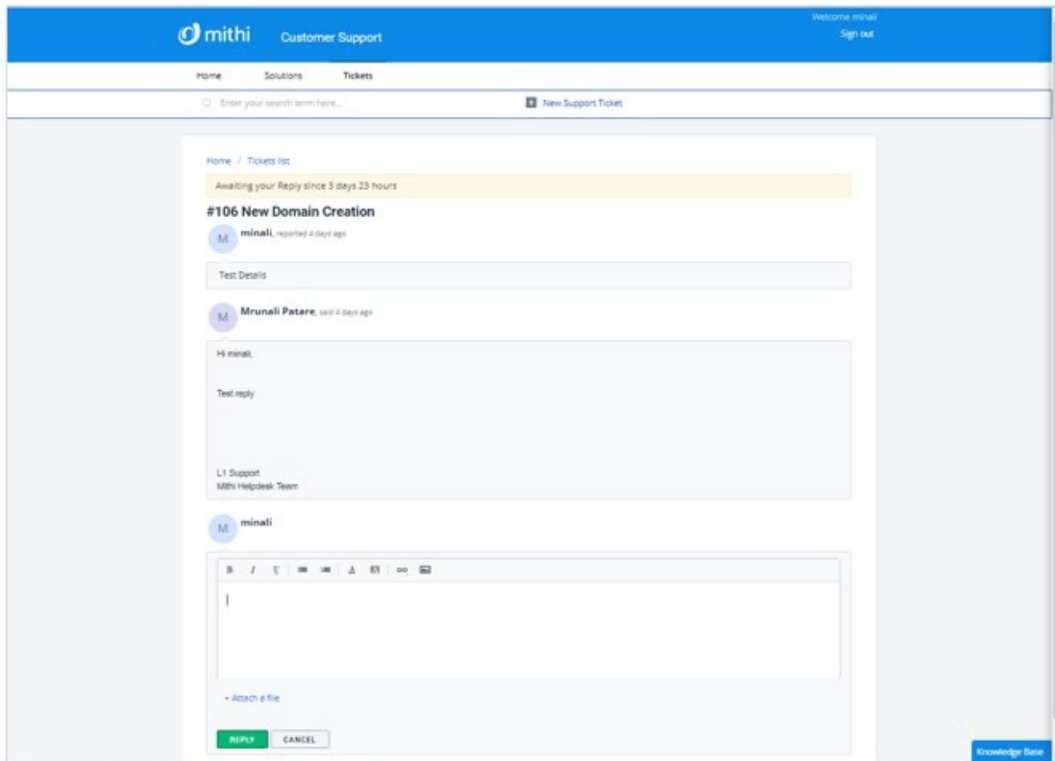 Welcome minali
mithi Customer Support
Sign out
Home Solutions Tickets
Enter your search term here... New Support Ticket
Home / Tickets list
Awaiting your Reply since 3 days 23 hours
#106 New Domain Creation
M minali, reported 4 days ago
Test Details
M Mrunali Patare, said 4 days ago
Hi minali,
Test reply
L1 Support
Mithi Helpdesk Team
M minali
B I U A
+ Attach a file
REPLY CANCEL
Knowledge Base